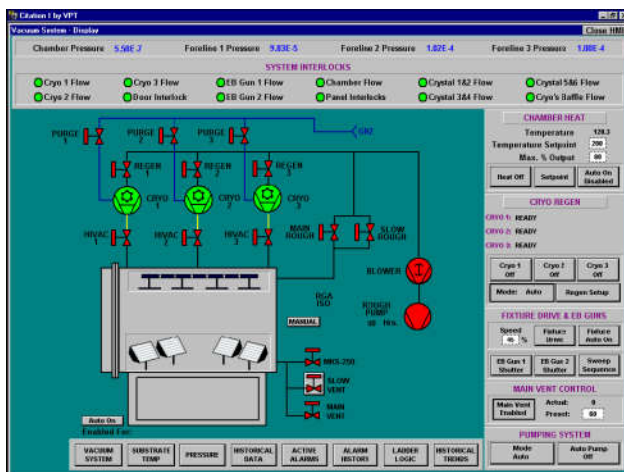 Citation 1 by VPT
Vacuum System - Display
Close HMI
Chamber Pressure 5.58E-7 Foreline 1 Pressure 9.83E-5 Foreline 2 Pressure 1.02E-4 Foreline 3 Pressure 1.00E-4
SYSTEM INTERLOCKS
Cryo 1 Flow Cryo 3 Flow EB Gun 1 Flow Chamber Flow Crystal 1&2 Flow Crystal 5&6 Flow
Cryo 2 Flow Door Interlock EB Gun 2 Flow Panel Interlocks Crystal 3&4 Flow Cryo's Baffle Flow
PURGE 1
PURGE 2
PURGE 3
GN2
REGEN 1
REGEN 2
REGEN 3
CRYO 1
CRYO 2
CRYO 3
HIVAC 1
HIVAC 2
HIVAC 3
MAIN ROUGH
SLOW ROUGH
BLOWER
RGA ISO
ROUGH PUMP
Hrs.
MANUAL
MKS-250
SLOW VENT
MAIN VENT
Auto On
Enabled For:
CHAMBER HEAT
Temperature 128.3
Temperature Setpoint 200
Max. % Output 80
Heat Off
Setpoint
Auto On Disabled
CRYO REGEN
CRYO 1: READY
CRYO 2: READY
CRYO 3: READY
Cryo 1 Off
Cryo 2 Off
Cryo 3 Off
Mode: Auto
Regen Setup
FIXTURE DRIVE & EB GUNS
Speed
%
Fixture Drive
Fixture Auto On
EB Gun 1 Shutter
EB Gun 2 Shutter
Sweep Sequence
MAIN VENT CONTROL
Main Vent Enabled
Actual: 0
Preset: 60
PUMPING SYSTEM
Mode Auto
Auto Pump Off
VACUUM SYSTEM
SUBSTRATE TEMP
PRESSURE
HISTORICAL DATA
ACTIVE ALARMS
ALARM HISTORY
LADDER LOGIC
HISTORICAL TRENDS